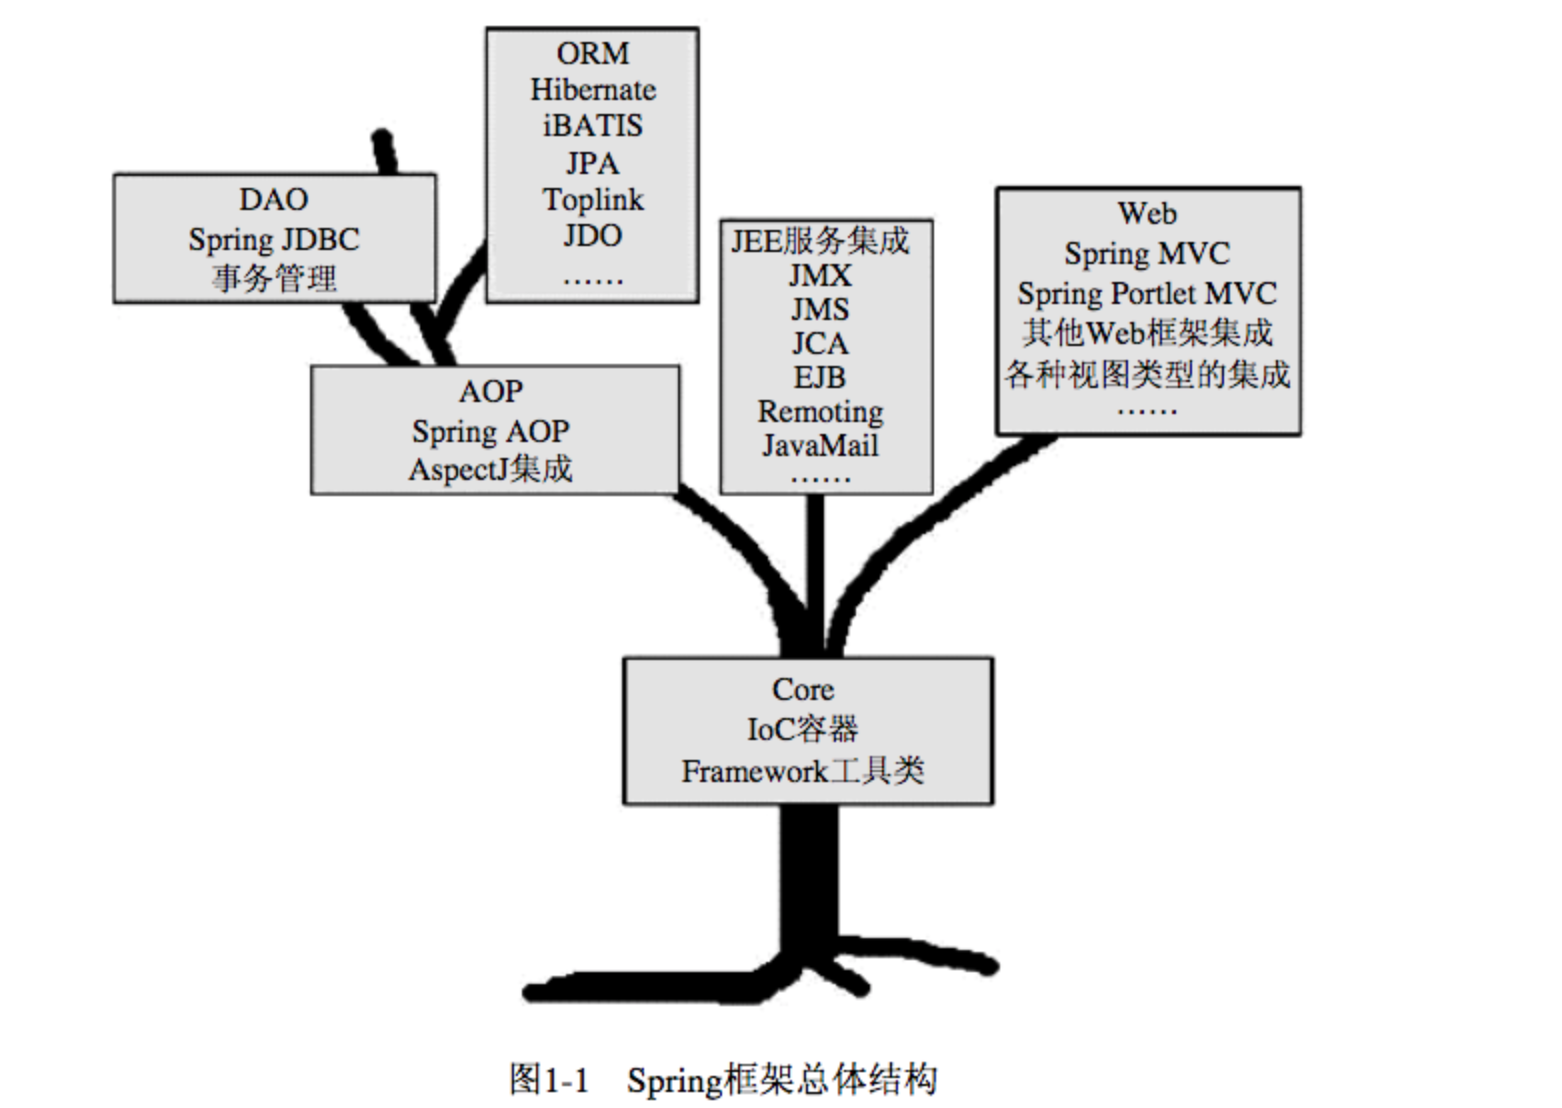 ORM
Hibernate
iBATIS
JPA
Toplink
JDO
……
DAO
Spring JDBC
事务管理
AOP
Spring AOP
AspectJ集成
JEE服务集成
JMX
JMS
JCA
EJB
Remoting
JavaMail
……
Web
Spring MVC
Spring Portlet MVC
其他Web框架集成
各种视图类型的集成
……
Core
IoC容器
Framework工具类
图1-1 Spring框架总体结构